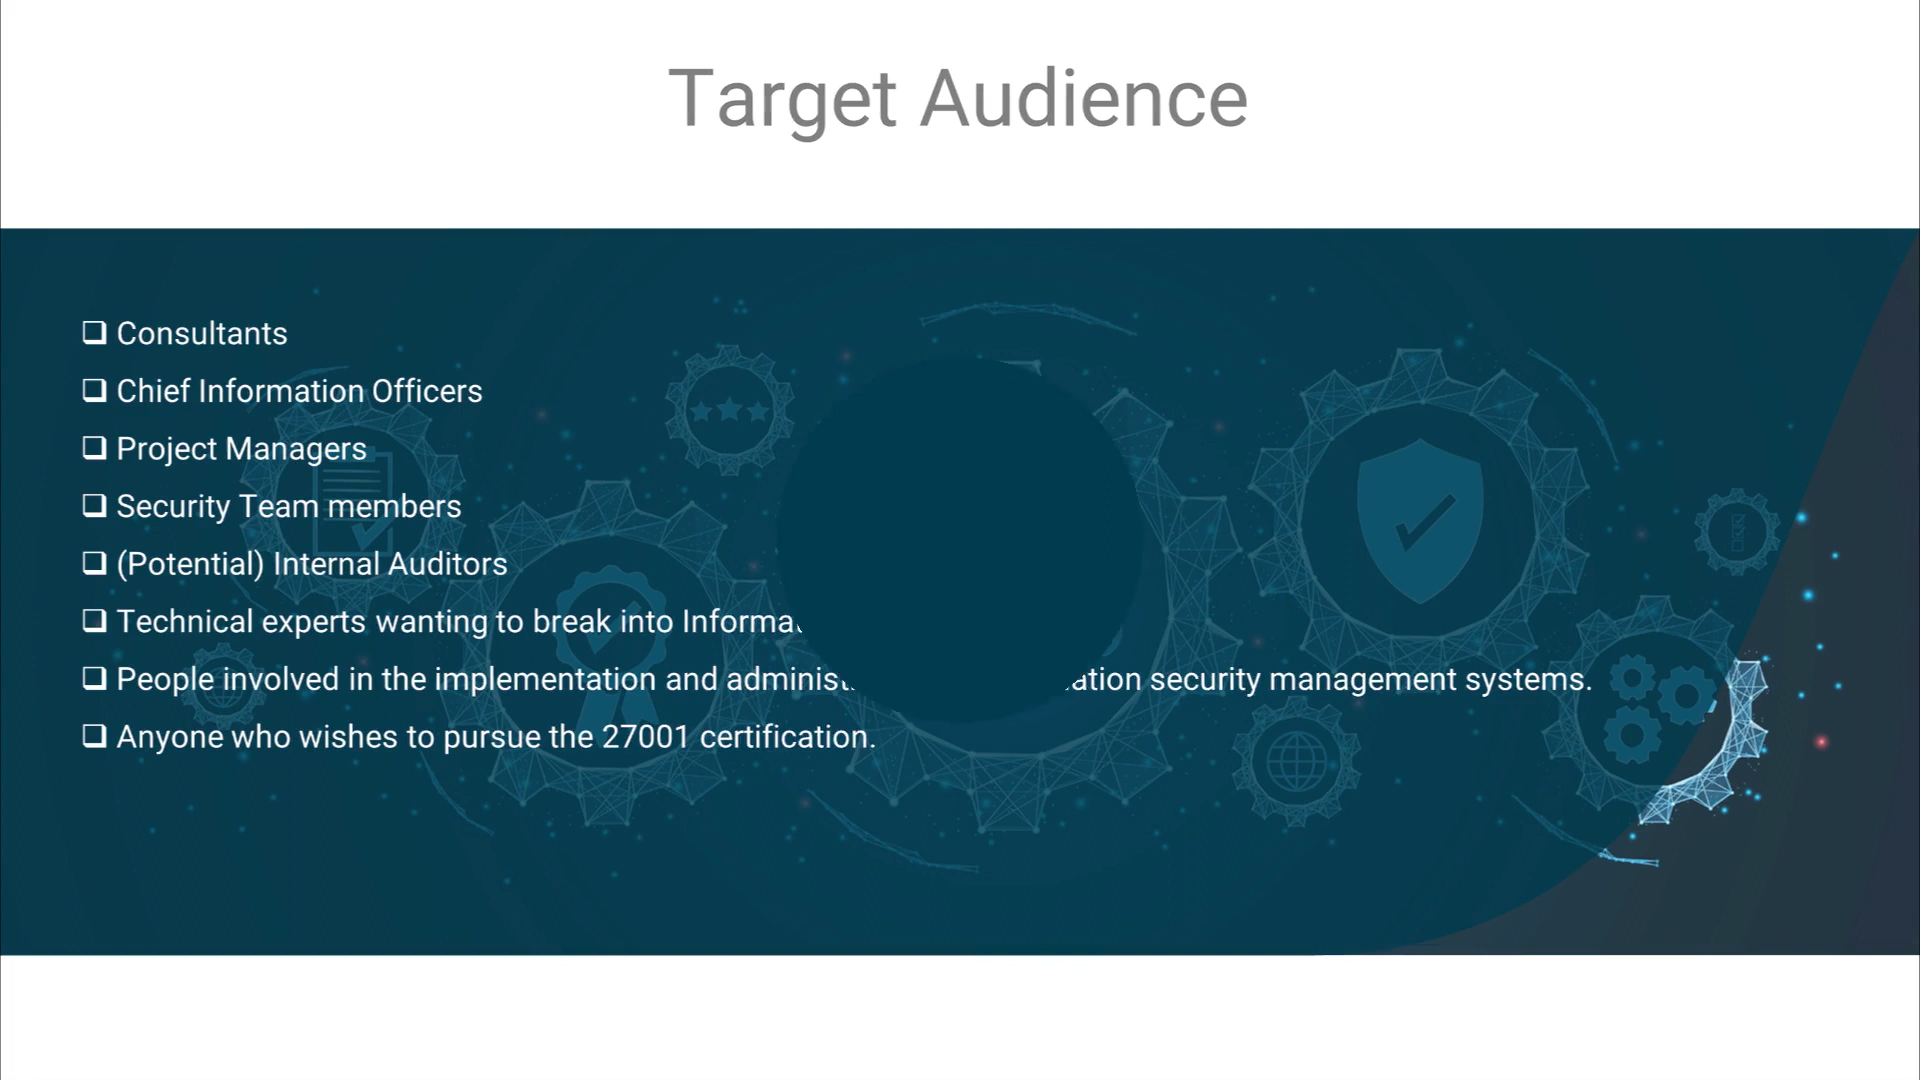 Target Audience
❑ Consultants
❑ Chief Information Officers
❑ Project Managers
❑ Security Team members
❑ (Potential) Internal Auditors
❑ Technical experts wanting to break into
❑ People involved in the implementation and security management systems.
❑ Anyone who wishes to pursue the 27001 certification.